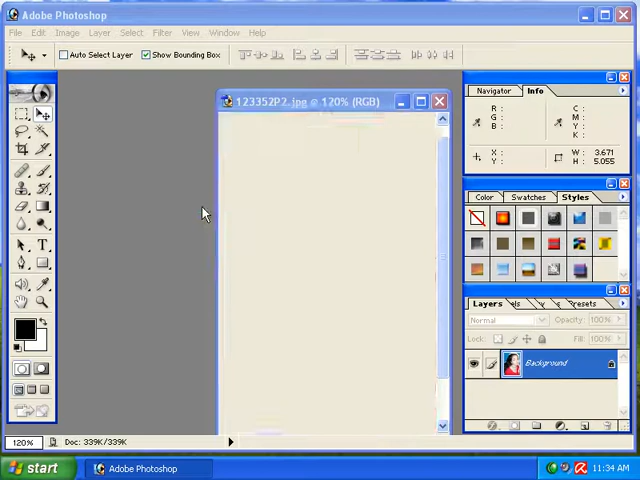 Adobe Photoshop
File Edit Image Layer Select Filter View Window Help
Auto Select Layer Show Bounding Box
123352P2.jpg @ 120% (RGB)
Navigator Info
R : C :
G : M :
B : Y :
K :
X : W : 3.671
Y : H : 5.055
Color Swatches Styles
Layers
Normal Opacity: 100%
Lock: Fill: 100%
Background
120% Doc: 339K/339K
start Adobe Photoshop 11:34 AM